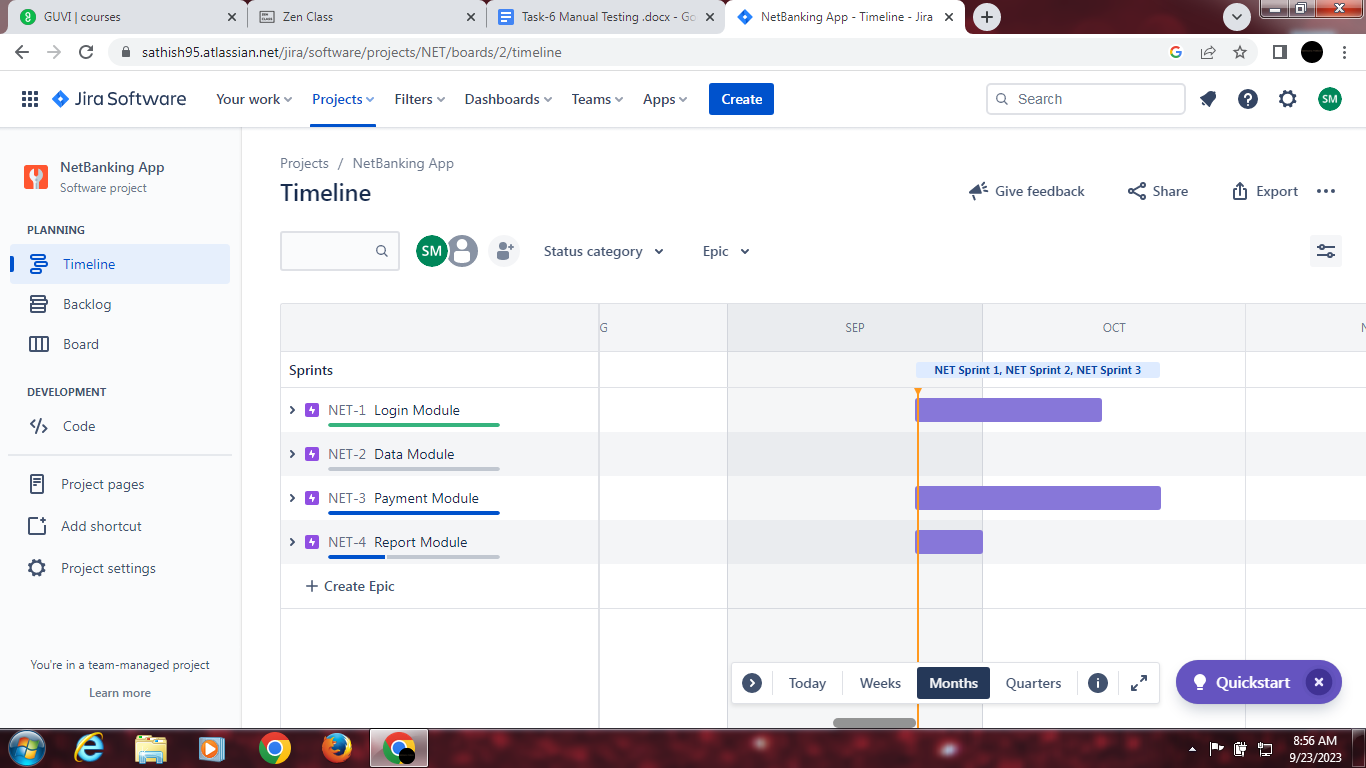 GUVI | courses
Zen Class
Task-6 Manual Testing .docx - Go
NetBanking App - Timeline - Jira
sathish95.atlassian.net/jira/software/projects/NET/boards/2/timeline
Jira Software
Your work
Projects
Filters
Dashboards
Teams
Apps
Create
Search
SM
NetBanking App
Software project
PLANNING
Timeline
Backlog
Board
DEVELOPMENT
Code
Project pages
Add shortcut
Project settings
You're in a team-managed project
Learn more
Projects / NetBanking App
Timeline
Give feedback
Share
Export
SM
Status category
Epic
G
SEP
OCT
N
Sprints
NET Sprint 1, NET Sprint 2, NET Sprint 3
NET-1 Login Module
NET-2 Data Module
NET-3 Payment Module
NET-4 Report Module
+ Create Epic
Today
Weeks
Months
Quarters
Quickstart
8:56 AM
9/23/2023